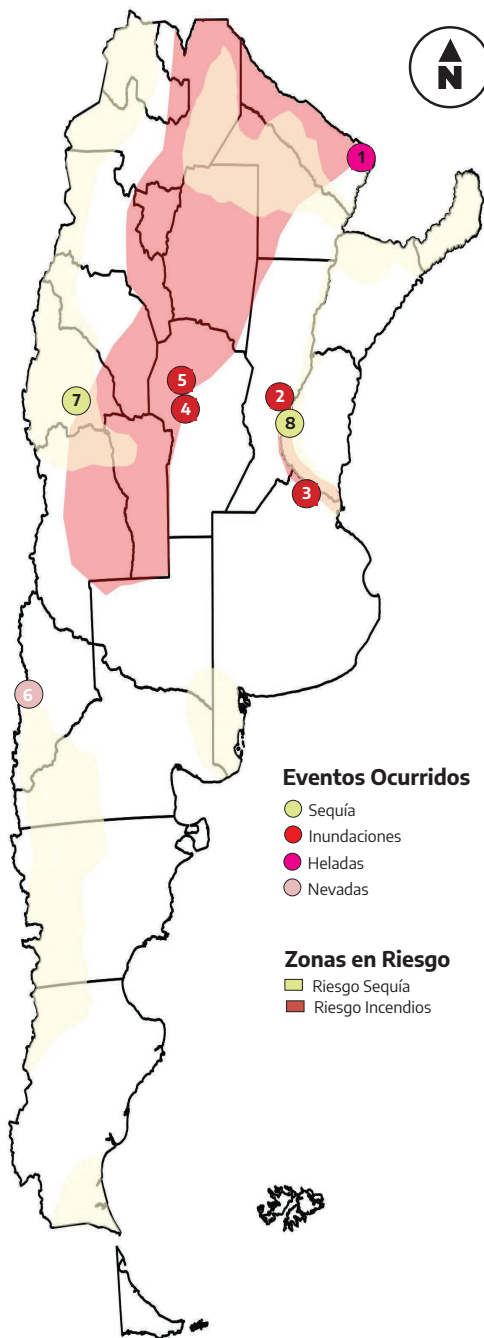 N
1
5
7
2
4
8
3
6
Eventos Ocurridos
Sequía
Inundaciones
Heladas
Nevadas
Zonas en Riesgo
Riesgo Sequía
Riesgo Incendios